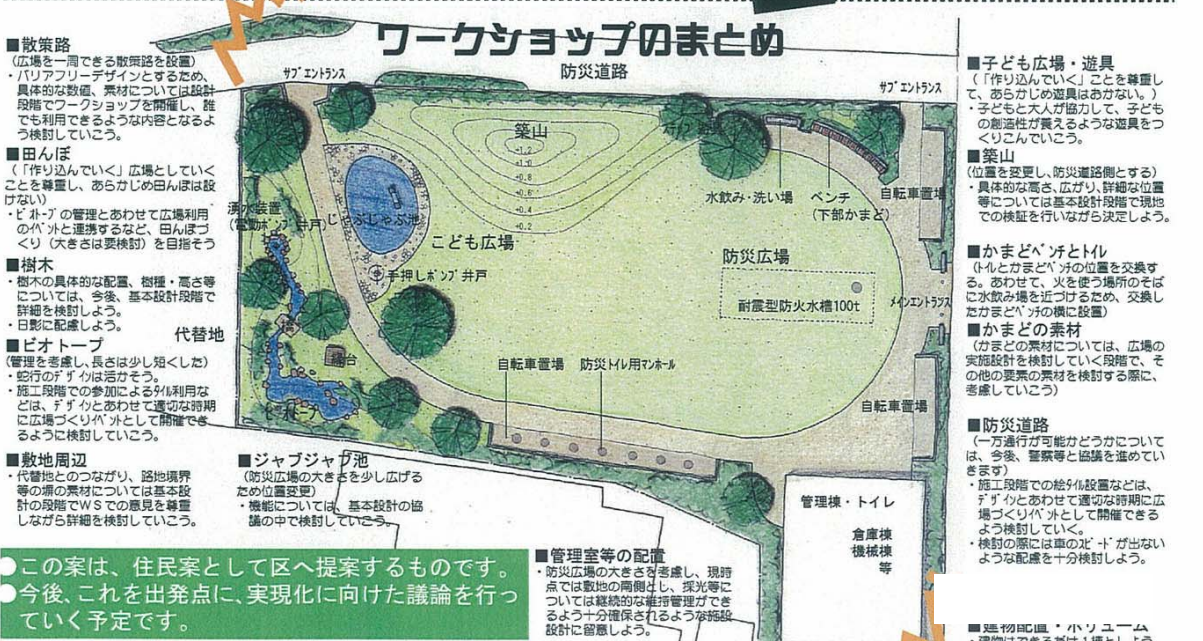 ワークショップのまとめ
■散策路
(広場を一周できる散策路を設置)
・バリアフリーデザインとするため、
具体的な数値、素材については設計
段階でワークショップを開催し、誰
でも利用できるような内容となるよ
う検討していこう。
■田んぼ
(「作り込んでいく」広場としていく
ことを尊重し、あらかじめ田んぼは設
けない)
・ビオトープの管理とあわせて広場利用
のイベントと連携するなど、田んぼづ
くり(大きさは要検討)を目指そう
■樹木
・樹木の具体的な配置、樹種・高さ等
については、今後、基本設計段階で
詳細を検討しよう。
・日影に配慮しよう。
■ビオトープ
(管理を考慮し、長さは少し短くした)
・蛇行のデザインは活かそう。
・施工段階での参加によるタイル利用な
どは、デザインとあわせて適切な時期
に広場づくりイベントとして開催でき
るように検討していこう。
■敷地周辺
・代替地とのつながり、路地境界
等の塀の素材については基本設
計の段階でWSでの意見を尊重
しながら詳細を検討していこう。
■ジャブジャブ池
(防災広場の大きさを少し広げる
ため位置変更)
・機能については、基本設計の協
議の中で検討していこう。
●この案は、住民案として区へ提案するものです。
●今後、これを出発点に、実現化に向けた議論を行っ
ていく予定です。
■管理室等の配置
・防災広場の大きさを考慮し、現時
点では敷地の南側とし、採光等に
ついては継続的な維持管理ができ
るよう十分確保されるような施設
設計に留意しよう。
防災道路
サブエントランス
サブエントランス
築山
+1.2
+1.0
+0.8
+0.6
+0.4
+0.2
湧水装置
(電動ポンプ井戸)
じゃぶじゃぶ池
こども広場
手押しポンプ井戸
水飲み・洗い場
ベンチ
(下部かまど)
自転車置場
防災広場
耐震型防火水槽100t
メインエントランス
代替地
橋
縁台
ビオトープ
自転車置場
防災トイレ用マンホール
自転車置場
管理棟・トイレ
倉庫棟
機械棟
等
■子ども広場・遊具
(「作り込んでいく」ことを尊重し
て、あらかじめ遊具はおかない。)
・子どもと大人が協力して、子ども
の創造性が養えるような遊具をつ
くりこんでいこう。
■築山
(位置を変更し、防災道路側とする)
・具体的な高さ、広がり、詳細な位置
等については基本設計段階で現地
での検証を行いながら決定しよう。
■かまどベンチとトイレ
(トイレとかまどベンチの位置を交換す
る。あわせて、火を使う場所のそば
に水飲み場を近づけるため、交換し
たかまどベンチの横に設置)
■かまどの素材
(かまどの素材については、広場の
実施設計を検討していく段階で、そ
の他の要素の素材を検討する際に、
考慮していこう)
■防災道路
(一方通行が可能かどうかについて
は、今後、警察等と協議を進めてい
きます)
・施工段階での絵タイル設置などは、
デザインとあわせて適切な時期に広
場づくりイベントとして開催できる
よう検討していく。
・検討の際には車のスピードが出ない
ような配慮を十分検討しよう。
■建物配置・ボリューム